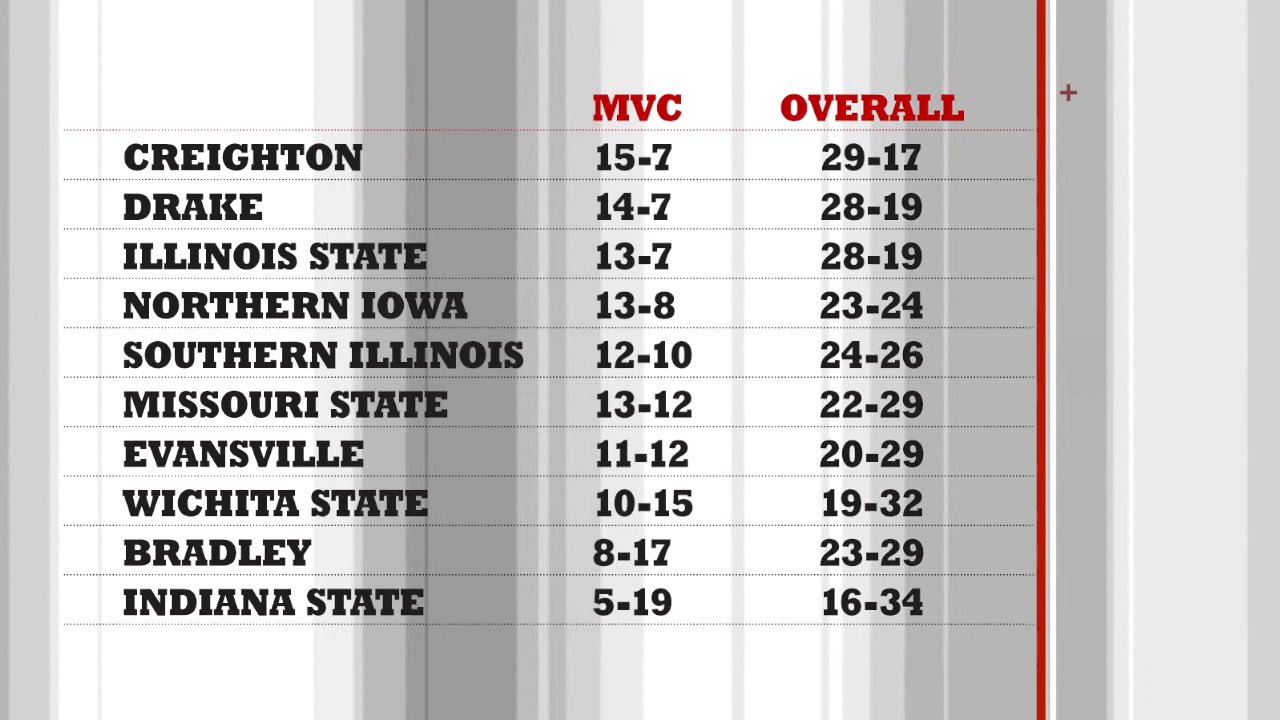 MVC OVERALL
CREIGHTON 15-7 29-17
DRAKE 14-7 28-19
ILLINOIS STATE 13-7 28-19
NORTHERN IOWA 13-8 23-24
SOUTHERN ILLINOIS 12-10 24-26
MISSOURI STATE 13-12 22-29
EVANSVILLE 11-12 20-29
WICHITA STATE 10-15 19-32
BRADLEY 8-17 23-29
INDIANA STATE 5-19 16-34